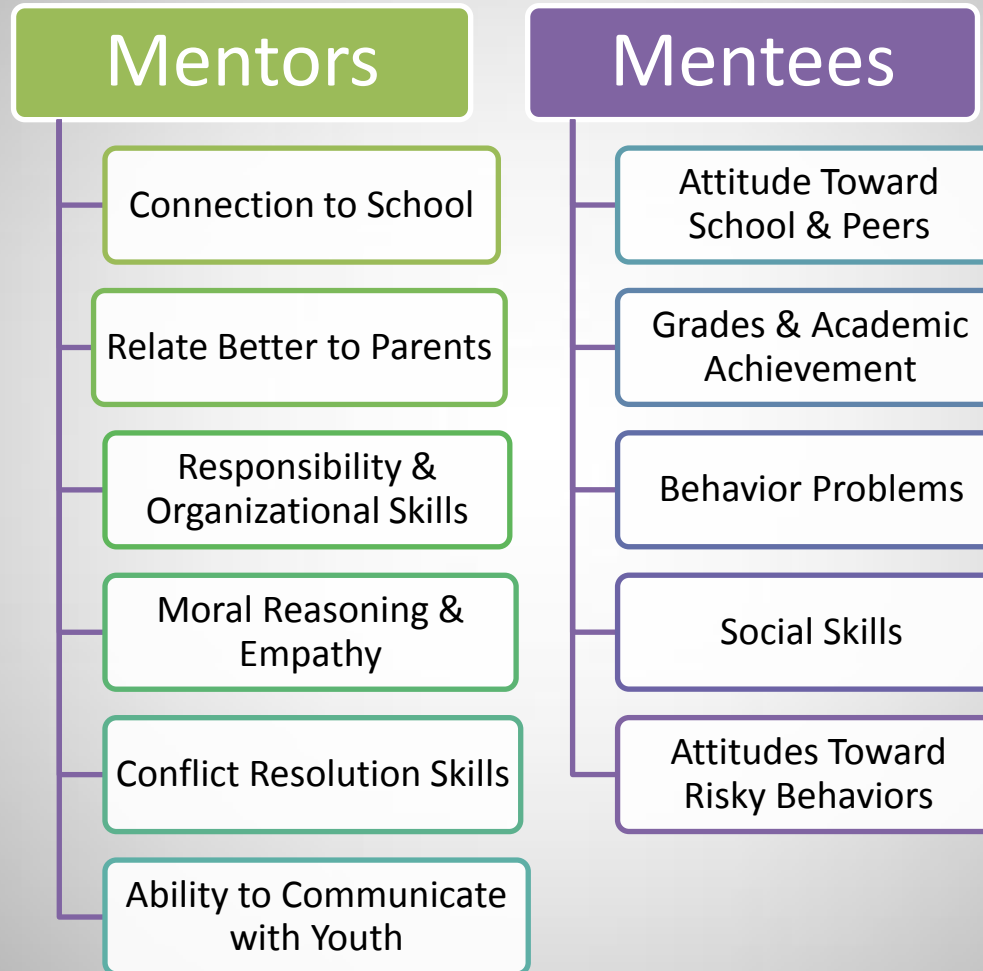 Mentors
Connection to School
Relate Better to Parents
Responsibility &
Organizational Skills
Moral Reasoning &
Empathy
Conflict Resolution Skills
Ability to Communicate
with Youth
Mentees
Attitude Toward
School & Peers
Grades & Academic
Achievement
Behavior Problems
Social Skills
Attitudes Toward
Risky Behaviors